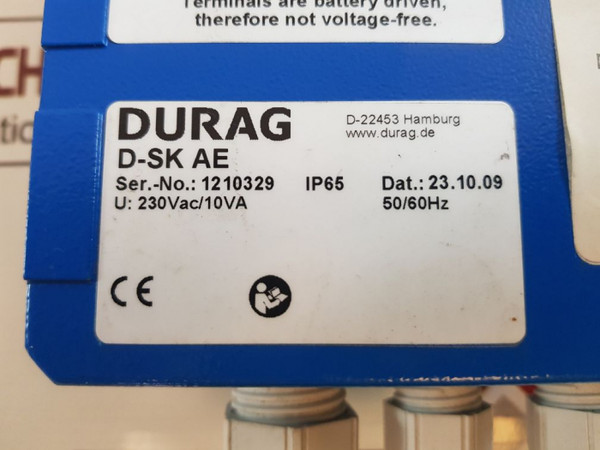 Terminals are battery driven,
therefore not voltage-free.
CH
DURAG
D-22453 Hamburg
www.durag.de
D-SK AE
Ser.-No.: 1210329 IP65 Dat.: 23.10.09
U: 230Vac/10VA 50/60Hz
CE